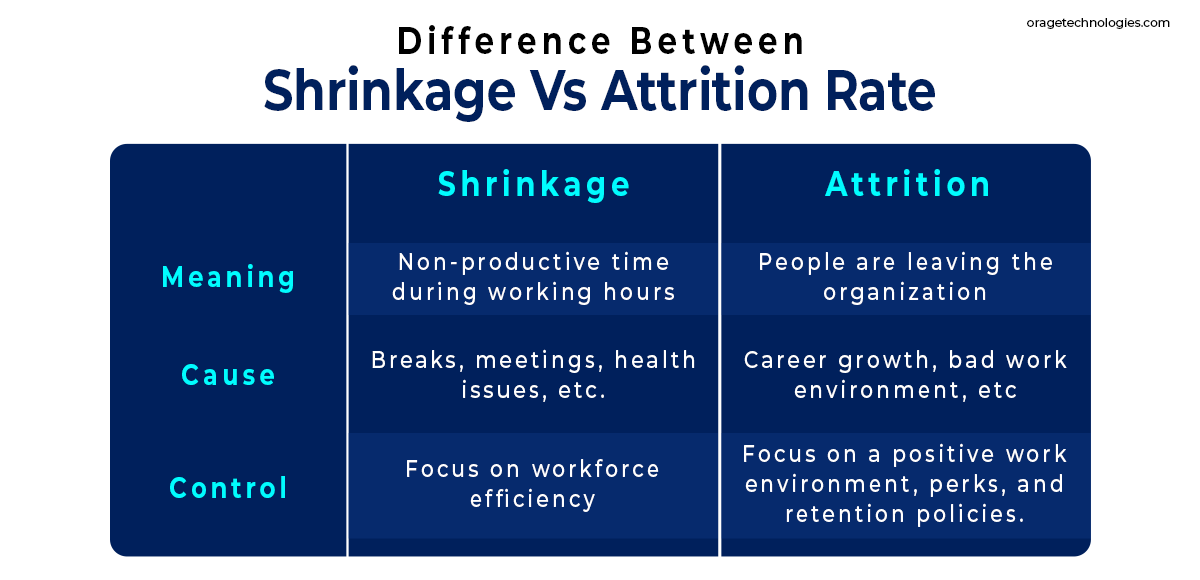 oragetechnologies.com
Difference Between
Shrinkage Vs Attrition Rate
Shrinkage
Attrition
Meaning
Non-productive time
during working hours
People are leaving the
organization
Cause
Breaks, meetings, health
issues, etc.
Career growth, bad work
environment, etc
Control
Focus on workforce
efficiency
Focus on a positive work
environment, perks, and
retention policies.